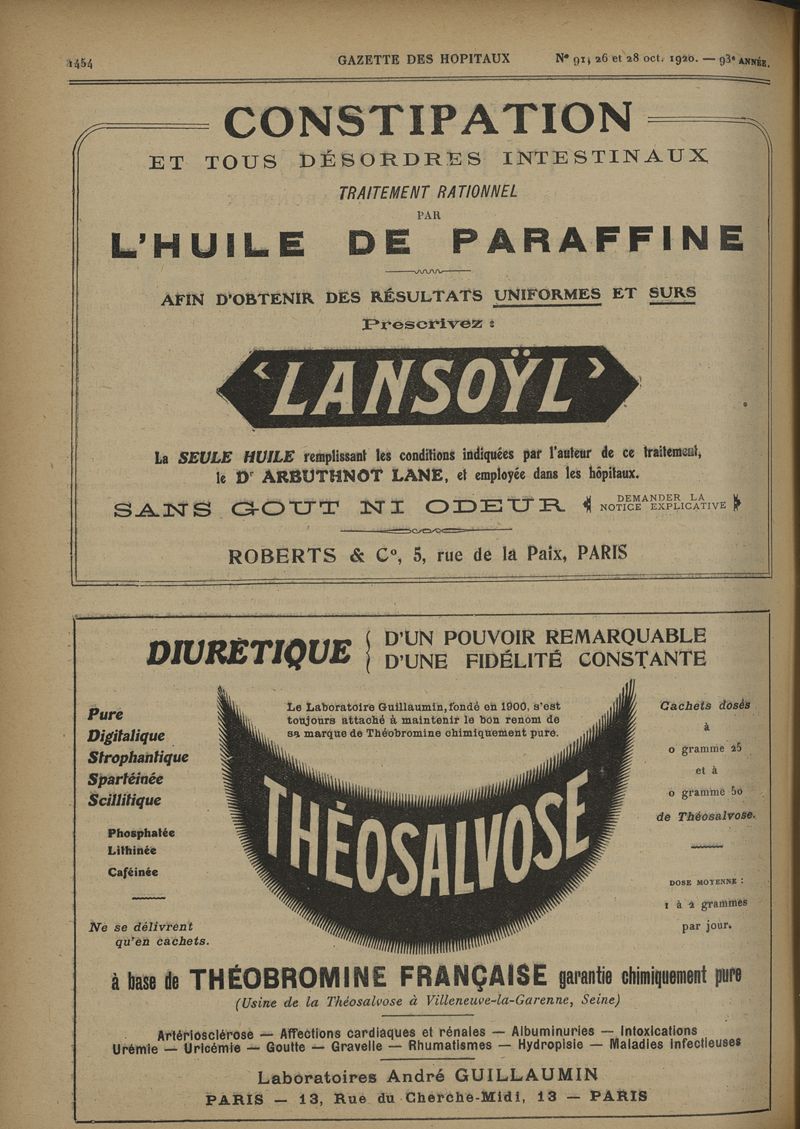 1454 GAZETTE DES HOPITAUX N° 91, 26 et 28 oct. 1920. — 93e ANNÉE.
CONSTIPATION
ET TOUS DÉSORDRES INTESTINAUX
TRAITEMENT RATIONNEL
PAR
L'HUILE DE PARAFFINE
AFIN D'OBTENIR DES RÉSULTATS UNIFORMES ET SURS
Prescrivez :
‹ LANSOŸL ›
La SEULE HUILE remplissant les conditions indiquées par l'auteur de ce traitement,
le Dr ARBUTHNOT LANE, et employée dans les hôpitaux.
SANS GOUT NI ODEUR
DEMANDER LA
NOTICE EXPLICATIVE
ROBERTS & Co, 5, rue de la Paix, PARIS
DIURÉTIQUE
D'UN POUVOIR REMARQUABLE
D'UNE FIDÉLITÉ CONSTANTE
Le Laboratoire Guillaumin, fondé en 1900, s'est
toujours attaché à maintenir le bon renom de
sa marque de Théobromine chimiquement pure.
Pure
Digitalique
Strophantique
Spartéinée
Scillitique
Phosphatée
Lithinée
Caféinée
Ne se délivrent
qu'en cachets.
THÉOSALVOSE
Cachets dosés
à
0 gramme 25
et à
0 gramme 50
de Théosalvose.
DOSE MOYENNE :
1 à 2 grammes
par jour.
à base de THÉOBROMINE FRANÇAISE garantie chimiquement pure
(Usine de la Théosalvose à Villeneuve-la-Garenne, Seine)
Artériosclérose — Affections cardiaques et rénales — Albuminuries — Intoxications
Urémie — Uricémie — Goutte — Gravelle — Rhumatismes — Hydropisie — Maladies Infectieuses
Laboratoires André GUILLAUMIN
PARIS — 13, Rue du Cherche-Midi, 13 — PARIS